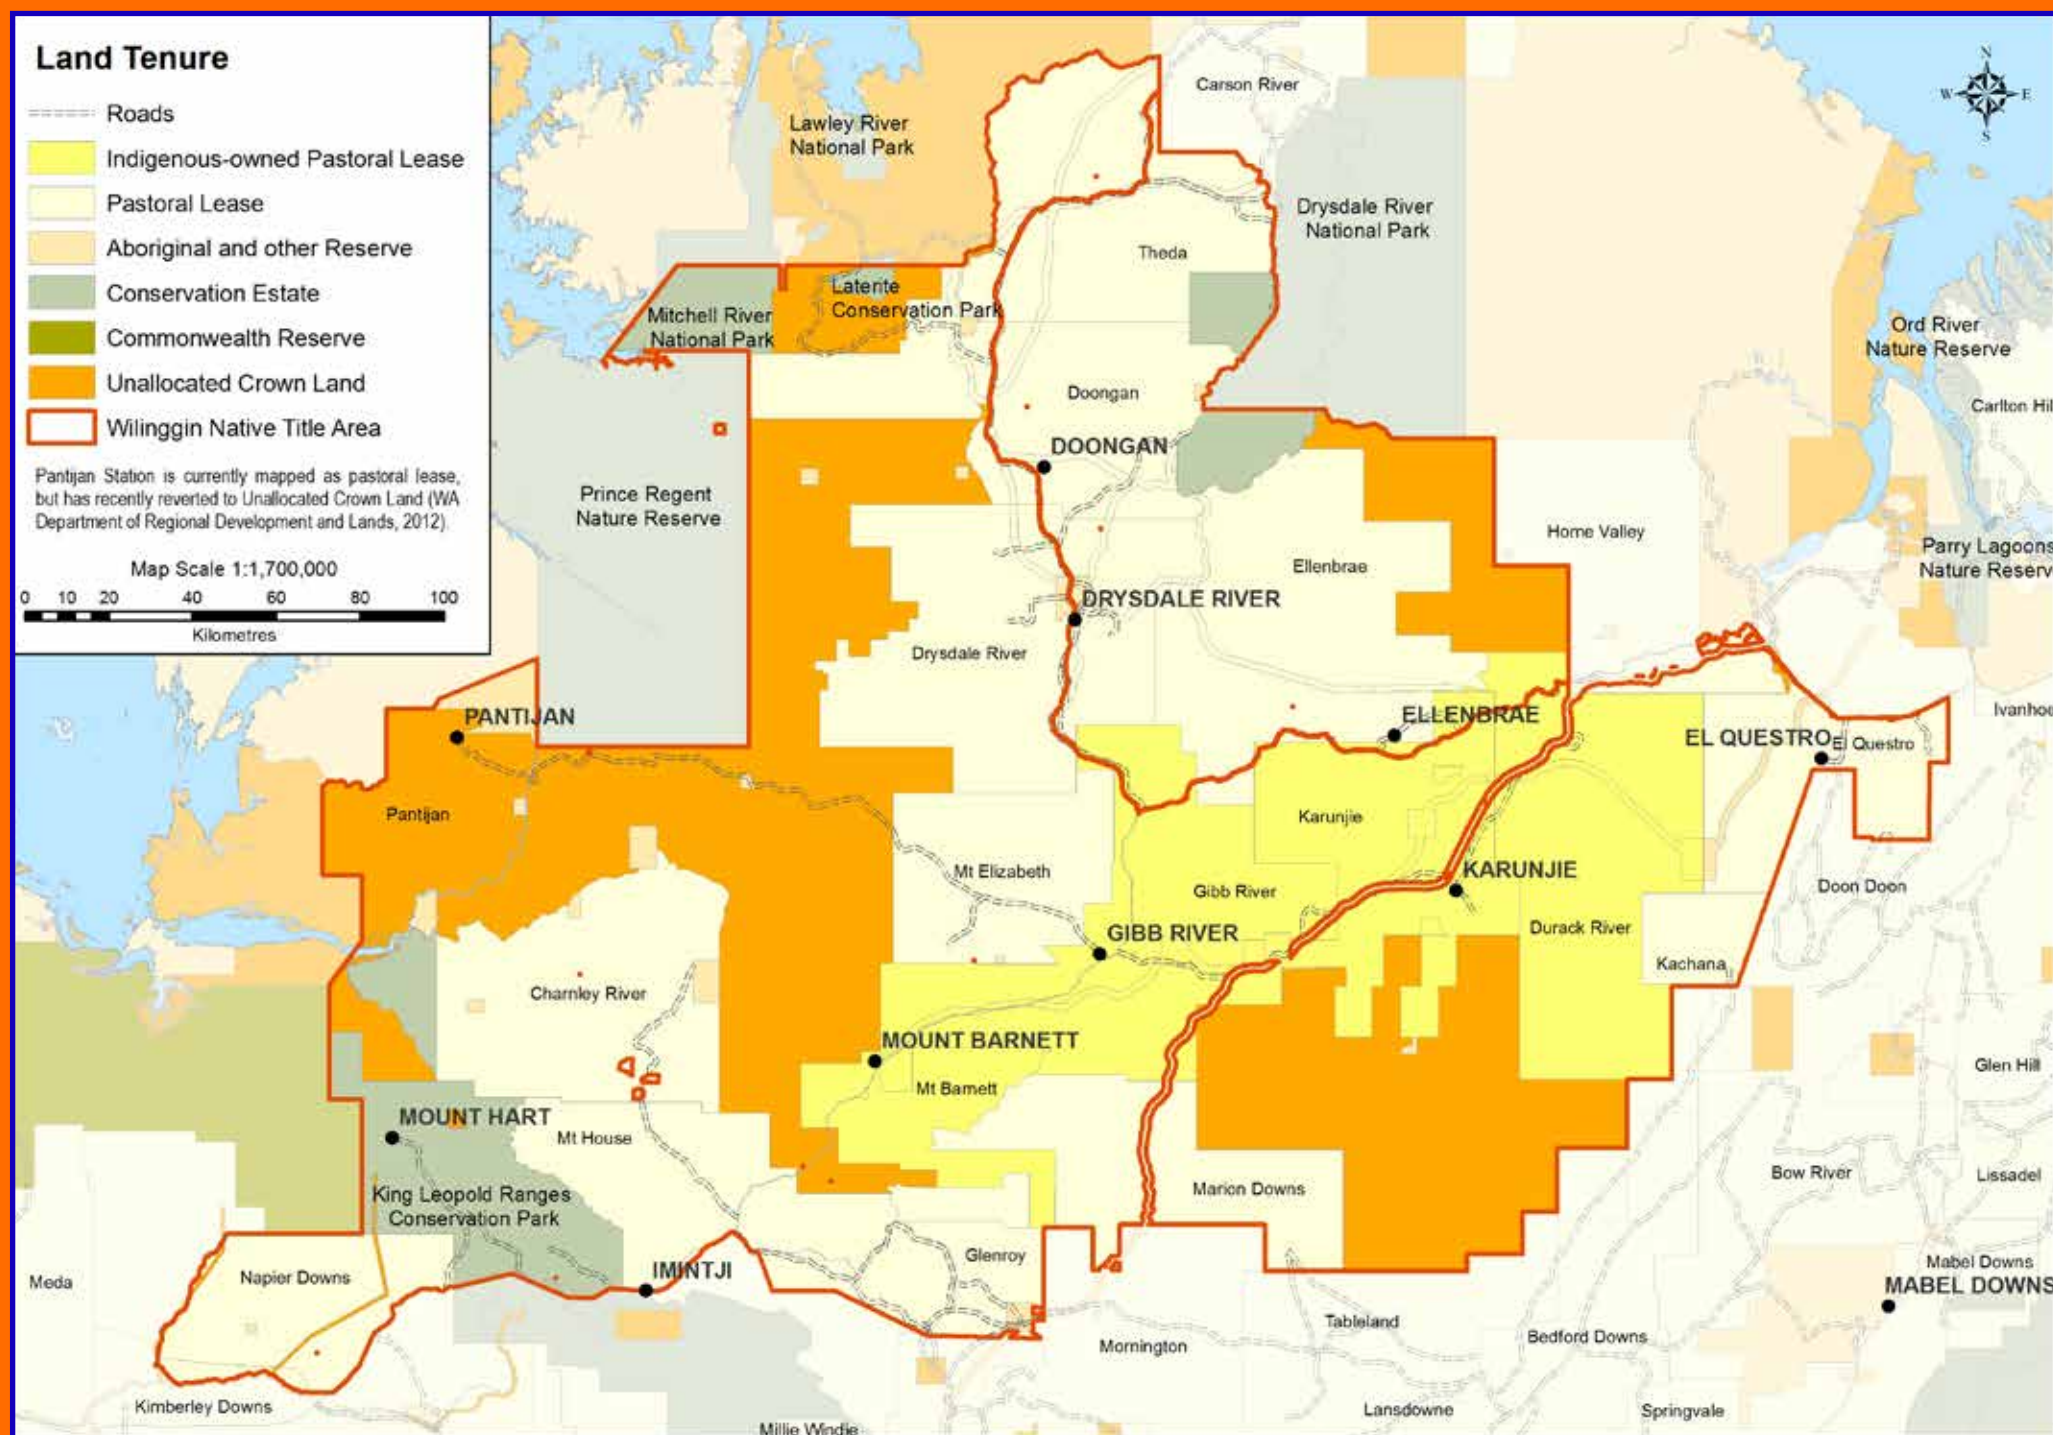 Land Tenure
Roads
Indigenous-owned Pastoral Lease
Pastoral Lease
Aboriginal and other Reserve
Conservation Estate
Commonwealth Reserve
Unallocated Crown Land
Wilinggin Native Title Area
Pantijan Station is currently mapped as pastoral lease,
but has recently reverted to Unallocated Crown Land (WA
Department of Regional Development and Lands, 2012).
Map Scale 1:1,700,000
0 10 20 40 60 80 100
Kilometres
N
W E
S
Carson River
Lawley River
National Park
Drysdale River
National Park
Theda
Laterite
Conservation Park
Mitchell River
National Park
Ord River
Nature Reserve
Doongan
Carlton Hil
DOONGAN
Prince Regent
Nature Reserve
Home Valley
Parry Lagoons
Nature Reserv
Ellenbrae
DRYSDALE RIVER
Drysdale River
PANTIJAN
ELLENBRAE
Ivanhoe
EL QUESTRO
El Questro
Pantijan
Karunjie
Mt Elizabeth
KARUNJIE
Gibb River
Doon Doon
GIBB RIVER
Durack River
Kachana
Charnley River
MOUNT BARNETT
Glen Hill
Mt Barnett
MOUNT HART
Mt House
Bow River
Lissadel
King Leopold Ranges
Conservation Park
Marion Downs
Glenroy
IMINTJI
Mabel Downs
MABEL DOWNS
Meda
Napier Downs
Tableland
Bedford Downs
Mornington
Kimberley Downs
Lansdowne
Springvale
Millie Windie